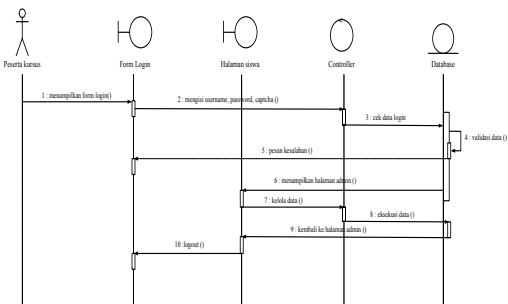 Peserta kursus
Form Login
Halaman siswa
Controller
Database
1 : menampilkan form login()
2 : mengisi username, password, captcha ()
3 : cek data login
4 : validasi data ()
5 : pesan kesalahan ()
6 : menampilkan halaman admin ()
7 : kelola data ()
8 : eksekusi data ()
9 : kembali ke halaman admin ()
10 :logout ()